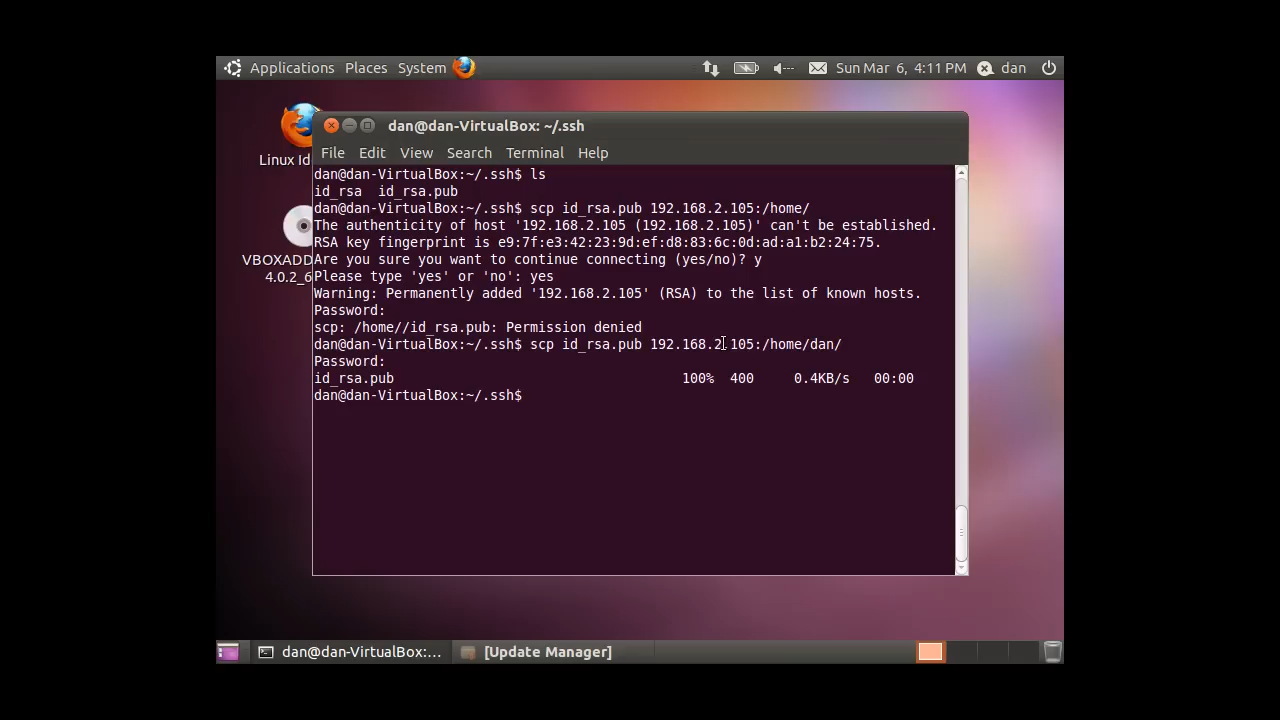 Applications Places System
Sun Mar 6, 4:11 PM dan
dan@dan-VirtualBox: ~/.ssh
File Edit View Search Terminal Help
Linux Id
VBOXADD
4.0.2_6
dan@dan-VirtualBox:~/.ssh$ ls
id_rsa  id_rsa.pub
dan@dan-VirtualBox:~/.ssh$ scp id_rsa.pub 192.168.2.105:/home/
The authenticity of host '192.168.2.105 (192.168.2.105)' can't be established.
RSA key fingerprint is e9:7f:e3:42:23:9d:ef:d8:83:6c:0d:ad:a1:b2:24:75.
Are you sure you want to continue connecting (yes/no)? y
Please type 'yes' or 'no': yes
Warning: Permanently added '192.168.2.105' (RSA) to the list of known hosts.
Password:
scp: /home//id_rsa.pub: Permission denied
dan@dan-VirtualBox:~/.ssh$ scp id_rsa.pub 192.168.2.105:/home/dan/
Password:
id_rsa.pub 100% 400 0.4KB/s 00:00
dan@dan-VirtualBox:~/.ssh$
dan@dan-VirtualBox:... [Update Manager]